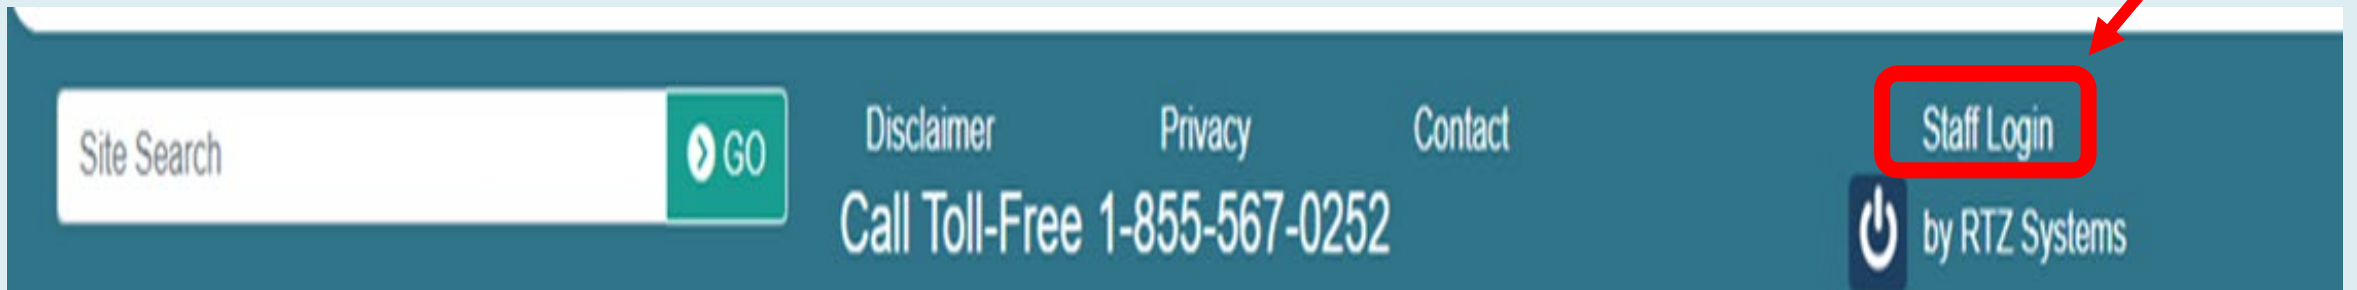 Site Search
GO
Disclaimer Privacy Contact
Call Toll-Free 1-855-567-0252
Staff Login
by RTZ Systems